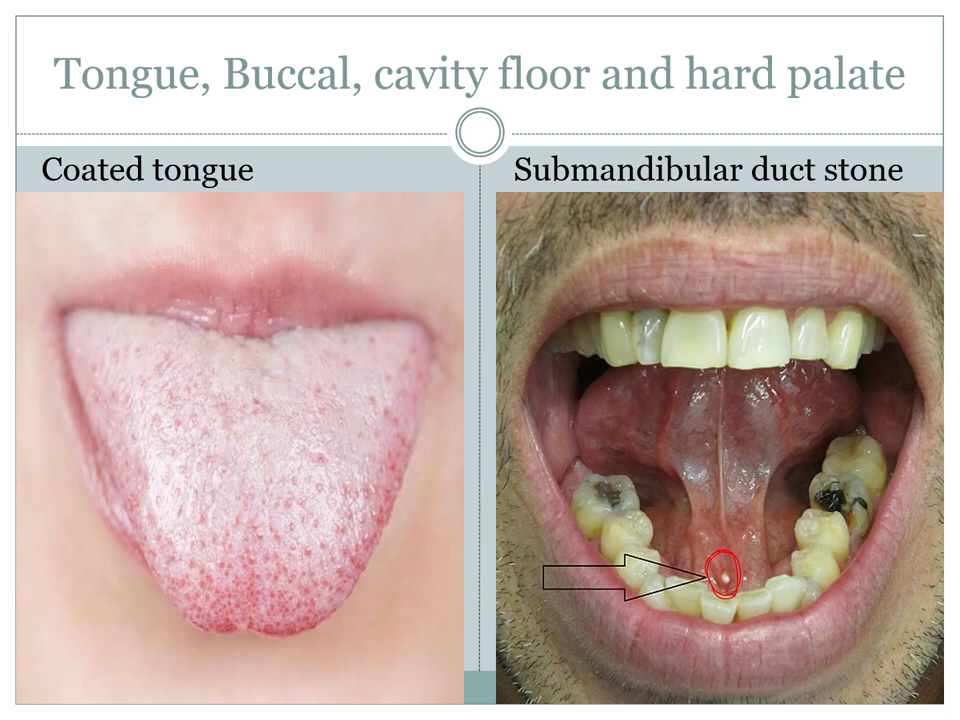 Tongue, Buccal, cavity floor and hard palate
Coated tongue
Submandibular duct stone